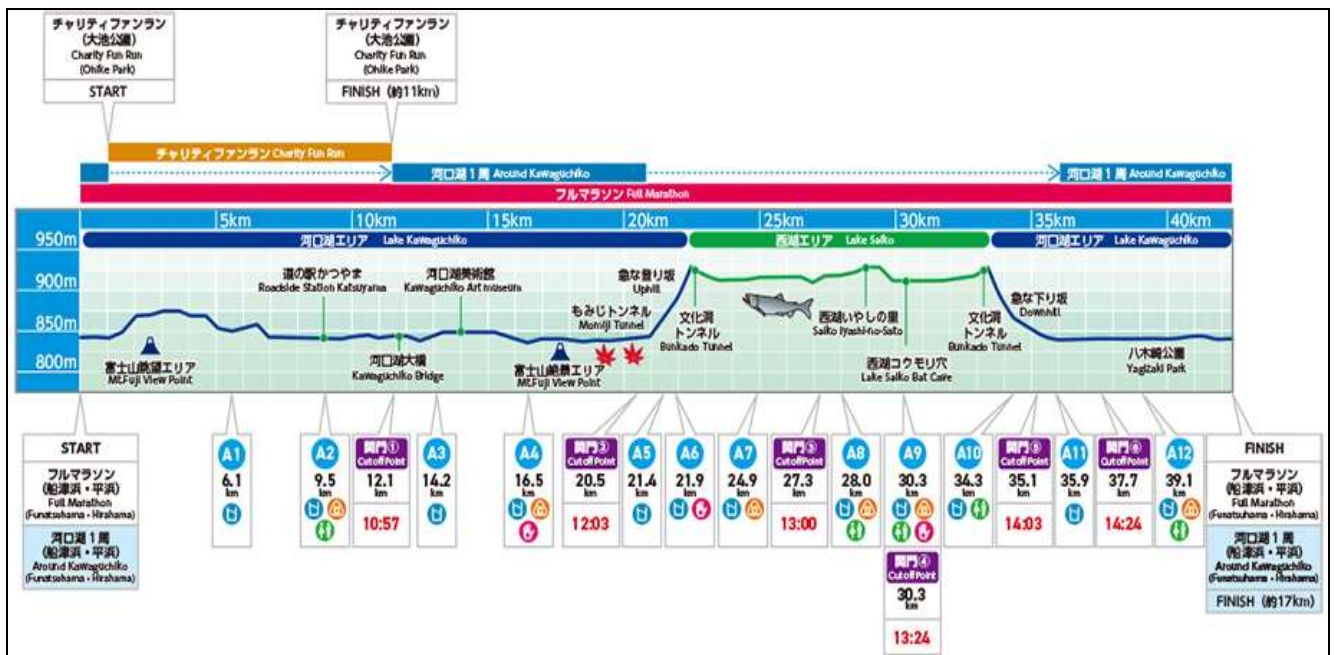 チャリティファンラン
(大池公園)
Charity Fun Run
(Ohike Park)
START
チャリティファンラン
(大池公園)
Charity Fun Run
(Ohike Park)
FINISH (約11km)
チャリティファンラン Charity Fun Run
河口湖1周 Around Kawaguchiko
河口湖1周 Around Kawaguchiko
フルマラソン Full Marathon
5km
10km
15km
20km
25km
30km
35km
40km
950m
河口湖エリア Lake Kawaguchiko
西湖エリア Lake Saiko
河口湖エリア Lake Kawaguchiko
900m
850m
800m
道の駅かつやま
Roadside Station Katsuyama
河口湖美術館
Kawaguchiko Art museum
急な登り坂
Uphill
もみじトンネル
Momiji Tunnel
文化洞
トンネル
Bunkado Tunnel
西湖いやしの里
Saiko Iyashi-no-Sato
文化洞
トンネル
Bunkado Tunnel
急な下り坂
Downhill
富士山眺望エリア
Mt.Fuji View Point
河口湖大橋
Kawaguchiko Bridge
富士山絶景エリア
Mt.Fuji View Point
西湖コウモリ穴
Lake Saiko Bat Cave
八木崎公園
Yagizaki Park
START
フルマラソン
(船津浜・平浜)
Full Marathon
(Funatsuhama・Hirahama)
河口湖1周
(船津浜・平浜)
Around Kawaguchiko
(Funatsuhama・Hirahama)
A1
6.1
km
A2
9.5
km
関門①
Cutoff Point
12.1
km
10:57
A3
14.2
km
A4
16.5
km
関門②
Cutoff Point
20.5
km
12:03
A5
21.4
km
A6
21.9
km
A7
24.9
km
関門③
Cutoff Point
27.3
km
13:00
A8
28.0
km
A9
30.3
km
関門④
Cutoff Point
30.3
km
13:24
A10
34.3
km
関門⑤
Cutoff Point
35.1
km
14:03
A11
35.9
km
関門⑥
Cutoff Point
37.7
km
14:24
A12
39.1
km
FINISH
フルマラソン
(船津浜・平浜)
Full Marathon
(Funatsuhama・Hirahama)
河口湖1周
(船津浜・平浜)
Around Kawaguchiko
(Funatsuhama・Hirahama)
FINISH (約17km)